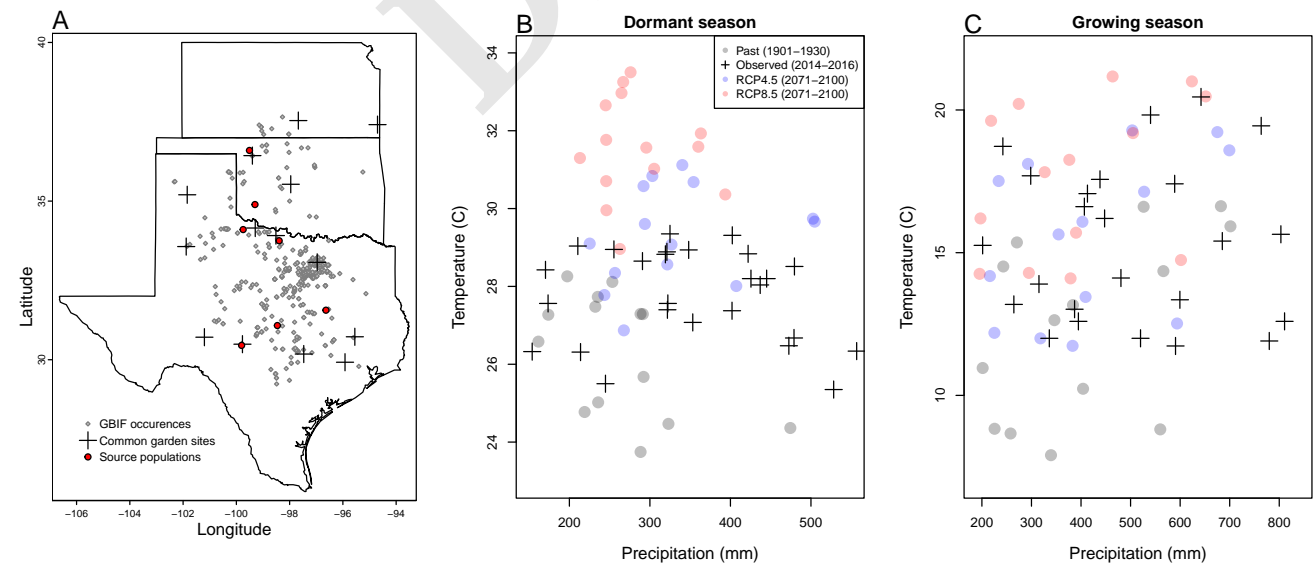 A
40
35
30
Latitude
GBIF occurences
Common garden sites
Source populations
−106 −104 −102 −100 −98 −96 −94
Longitude
B
Dormant season
34
32
30
28
26
24
Temperature (C)
Past (1901−1930)
Observed (2014−2016)
RCP4.5 (2071−2100)
RCP8.5 (2071−2100)
200 300 400 500
Precipitation (mm)
C
Growing season
20
15
10
Temperature (C)
200 300 400 500 600 700 800
Precipitation (mm)